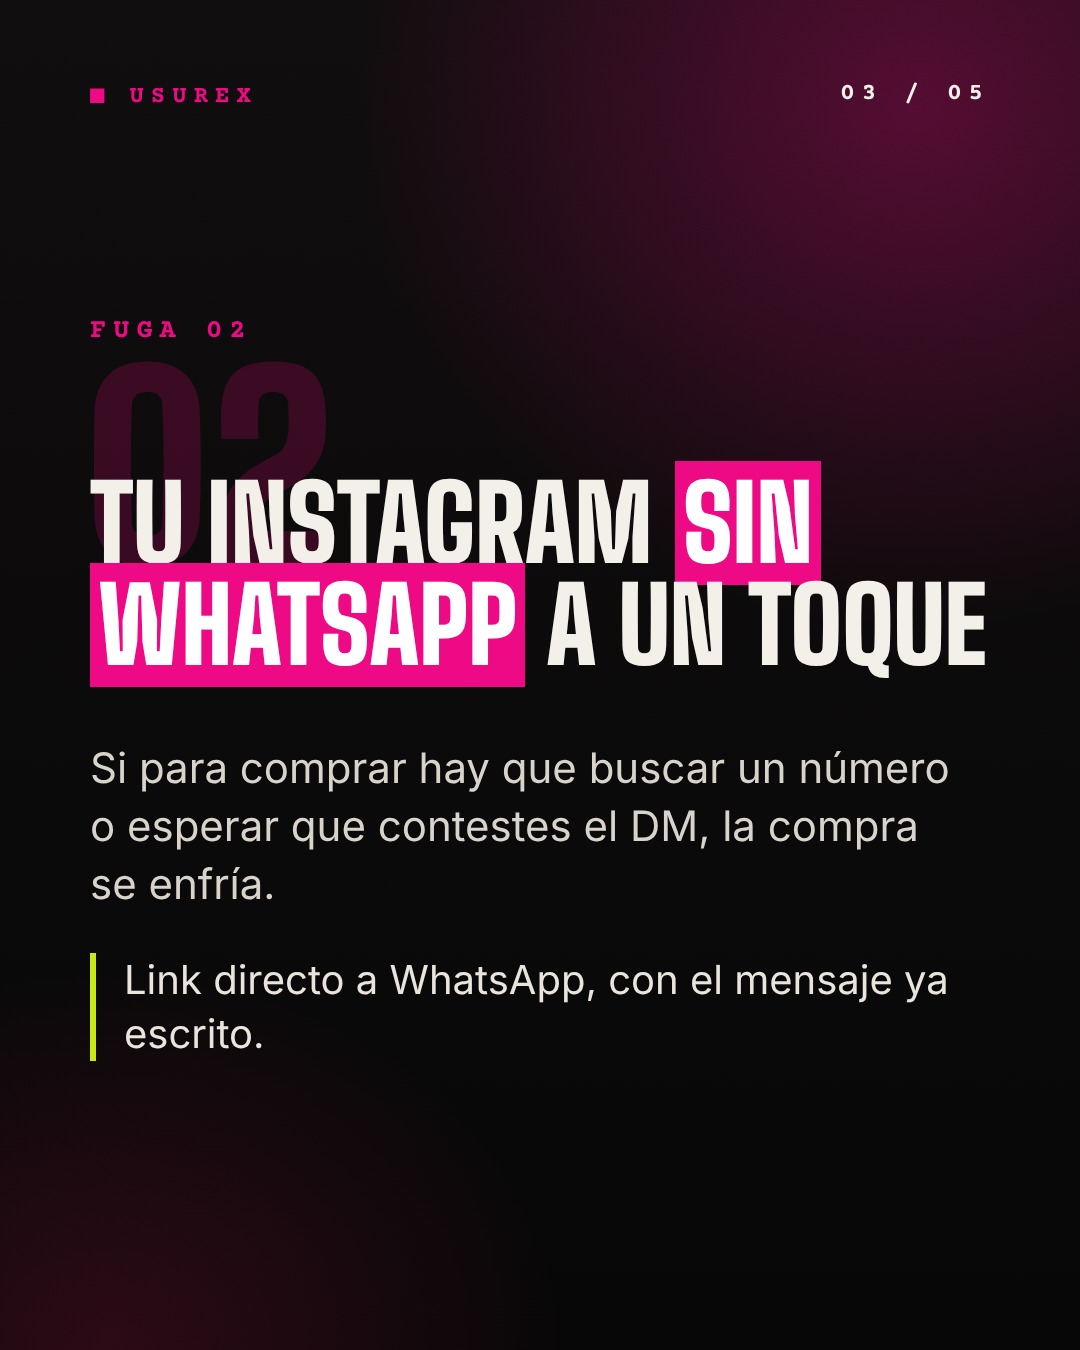 USUREX
03 / 05
FUGA 02
02
TU INSTAGRAM SIN
WHATSAPP A UN TOQUE
Si para comprar hay que buscar un número
o esperar que contestes el DM, la compra
se enfría.
Link directo a WhatsApp, con el mensaje ya
escrito.